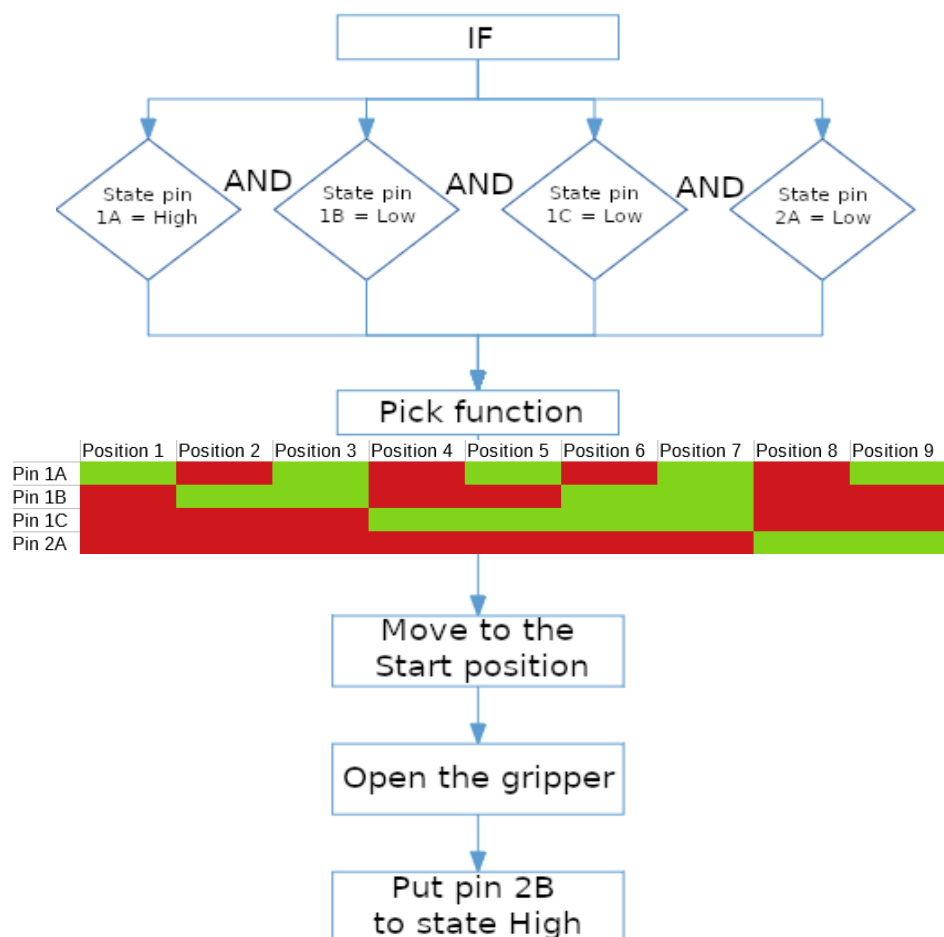 IF
State pin
1A = High
AND
State pin
1B = Low
AND
State pin
1C = Low
AND
State pin
2A = Low
Pick function
Position 1 Position 2 Position 3 Position 4 Position 5 Position 6 Position 7 Position 8 Position 9
Pin 1A
Pin 1B
Pin 1C
Pin 2A
Move to the
Start position
Open the gripper
Put pin 2B
to state High